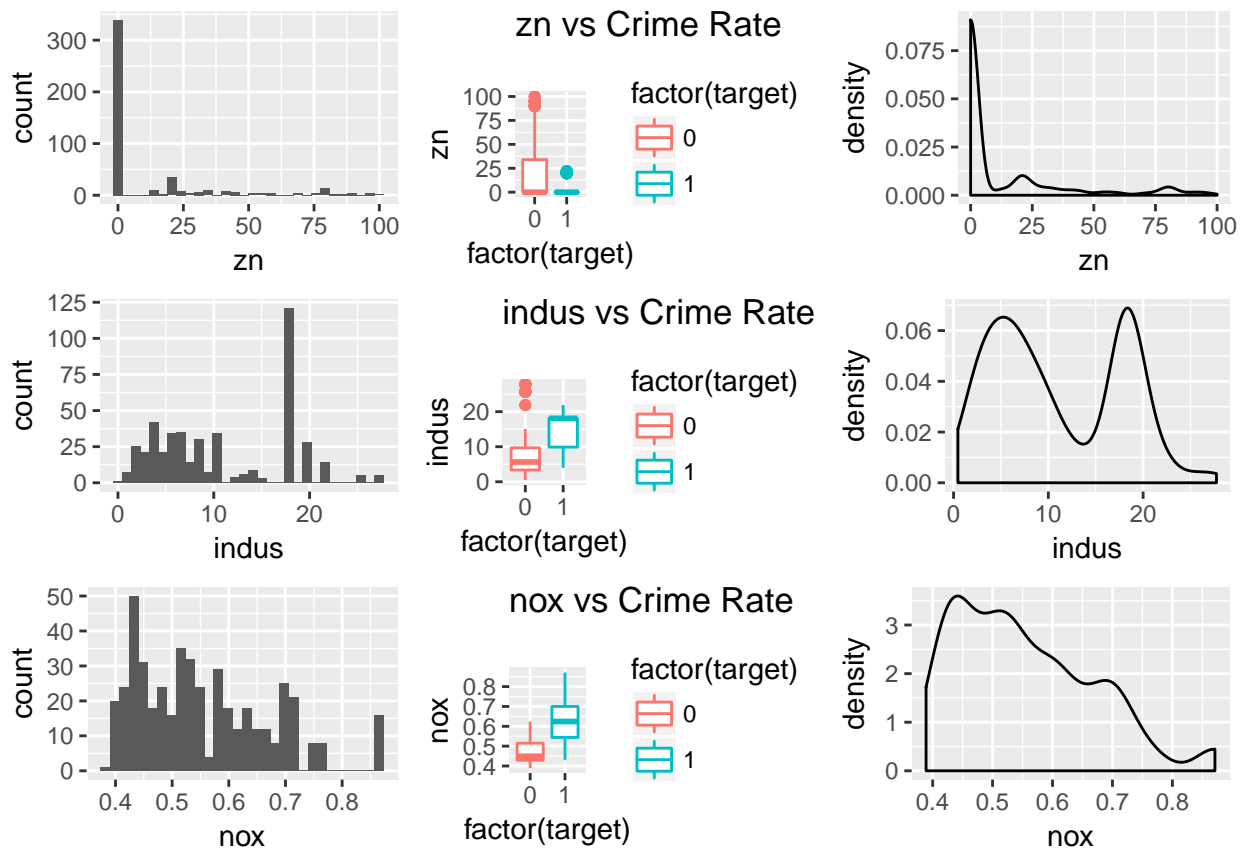 zn vs Crime Rate
count
300
200
100
0
0 25 50 75 100
zn
zn
100
75
50
25
0
0 1
factor(target)
factor(target)
0
1
density
0.075
0.050
0.025
0.000
0 25 50 75 100
zn
indus vs Crime Rate
count
125
100
75
50
25
0
0 10 20
indus
indus
20
10
0
0 1
factor(target)
factor(target)
0
1
density
0.06
0.04
0.02
0.00
0 10 20
indus
nox vs Crime Rate
count
50
40
30
20
10
0
0.4 0.5 0.6 0.7 0.8
nox
nox
0.8
0.7
0.6
0.5
0.4
0 1
factor(target)
factor(target)
0
1
density
3
2
1
0
0.4 0.5 0.6 0.7 0.8
nox